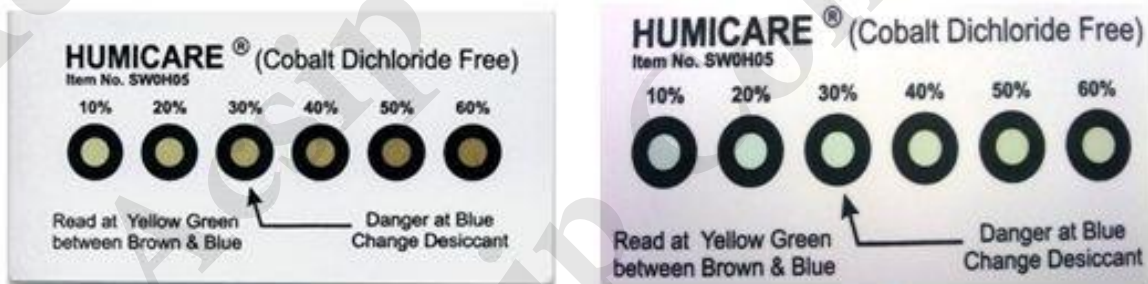 HUMICARE ® (Cobalt Dichloride Free)
Item No. SW0H05
10% 20% 30% 40% 50% 60%
Read at Yellow Green
between Brown & Blue
Danger at Blue
Change Desiccant
HUMICARE ® (Cobalt Dichloride Free)
Item No. SW0H05
10% 20% 30% 40% 50% 60%
Read at Yellow Green
between Brown & Blue
Danger at Blue
Change Desiccant